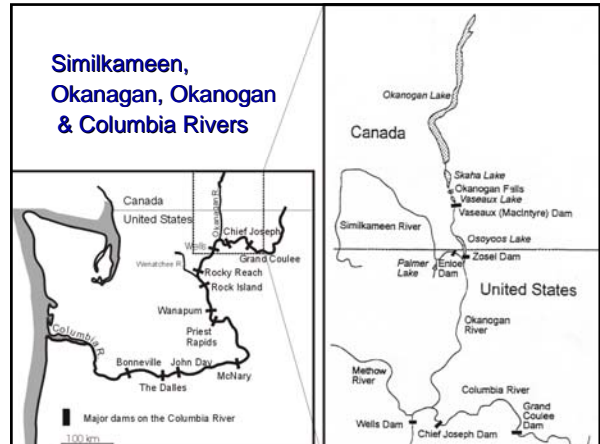 Similkameen,
Okanagan, Okanogan
& Columbia Rivers
Canada
United States
Okanagan R.
Wells
Chief Joseph
Grand Coulee
Wenatchee R.
Rocky Reach
Rock Island
Wanapum
Priest
Rapids
Columbia R.
Bonneville
John Day
The Dalles
McNary
Major dams on the Columbia River
100 km
Okanogan Lake
Canada
Skaha Lake
Okanogan Falls
Vaseaux Lake
Vaseaux (MacIntyre) Dam
Similkameen River
Osoyoos Lake
Palmer
Lake
Enloe
Dam
Zosel Dam
United States
Okanogan
River
Methow
River
Columbia River
Grand
Coulee
Dam
Wells Dam
Chief Joseph Dam